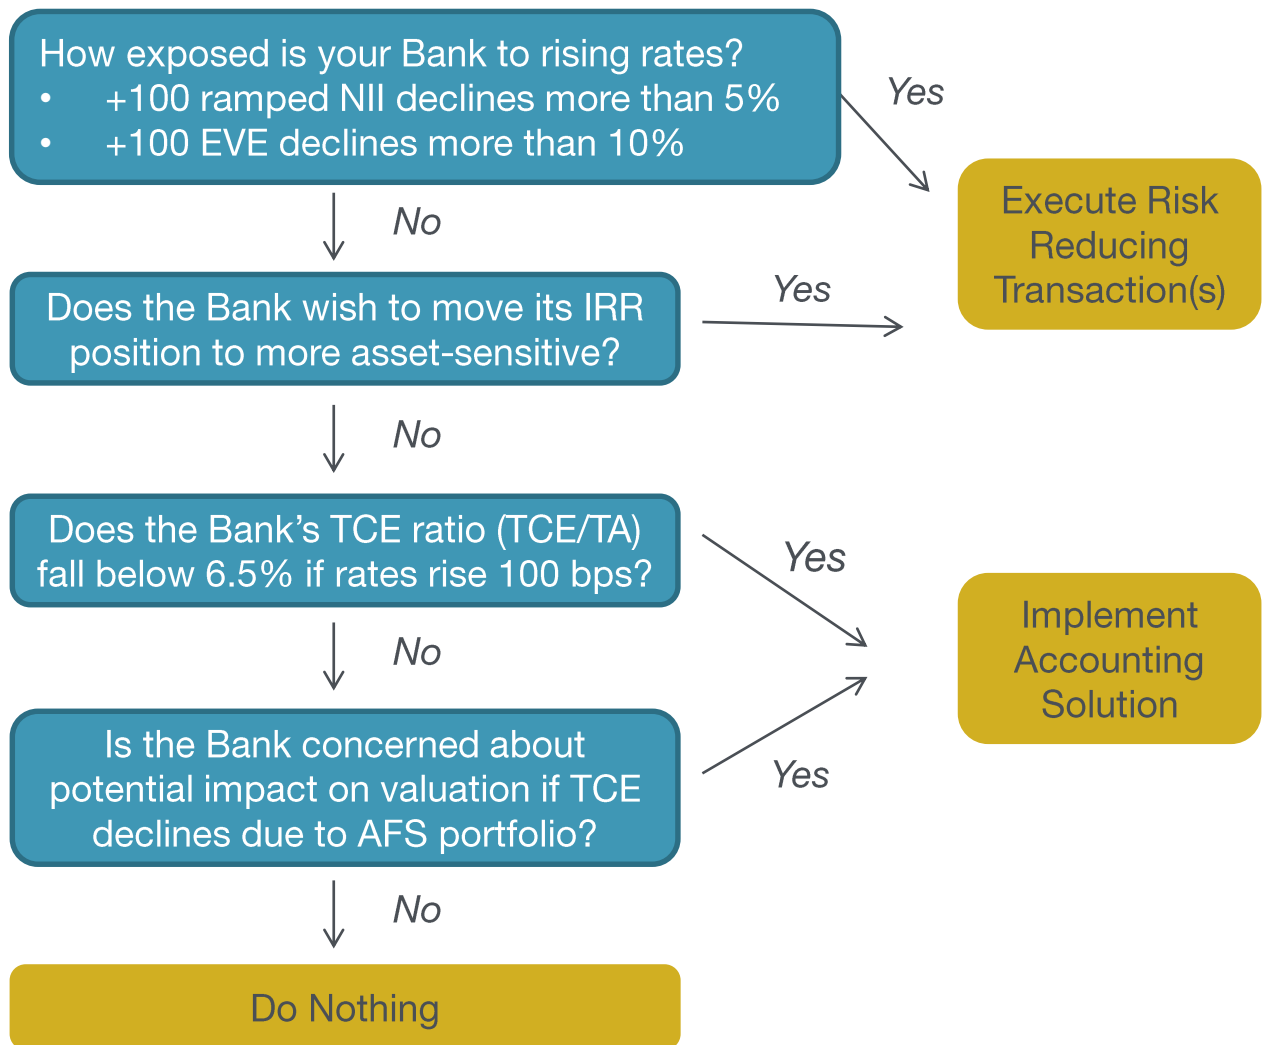 How exposed is your Bank to rising rates?
• +100 ramped NII declines more than 5%
• +100 EVE declines more than 10%
Yes
Execute Risk
Reducing
Transaction(s)
No
Does the Bank wish to move its IRR
position to more asset-sensitive?
Yes
No
Does the Bank’s TCE ratio (TCE/TA)
fall below 6.5% if rates rise 100 bps?
Yes
Implement
Accounting
Solution
No
Is the Bank concerned about
potential impact on valuation if TCE
declines due to AFS portfolio?
Yes
No
Do Nothing